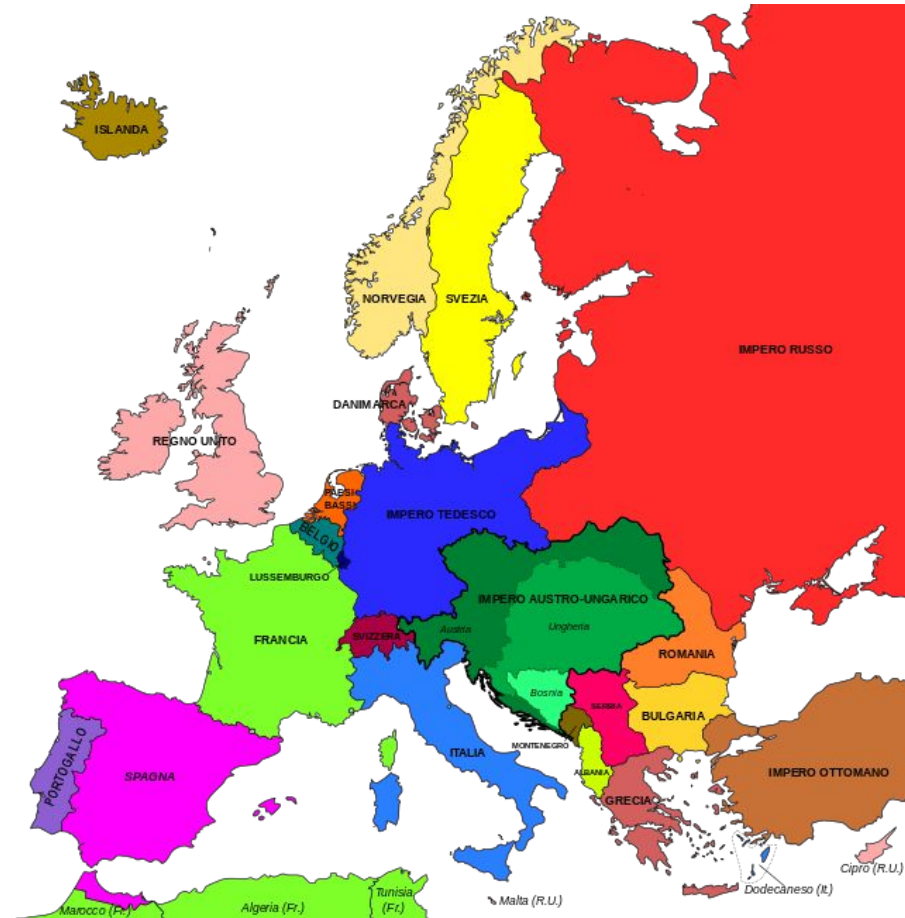 ISLANDA
NORVEGIA
SVEZIA
IMPERO RUSSO
DANIMARCA
REGNO UNITO
PAESI
BASSI
IMPERO TEDESCO
BELGIO
LUSSEMBURGO
IMPERO AUSTRO-UNGARICO
Austria
Ungheria
FRANCIA
SVIZZERA
ROMANIA
Bosnia
SERBIA
BULGARIA
PORTOGALLO
SPAGNA
ITALIA
MONTENEGRO
ALBANIA
IMPERO OTTOMANO
GRECIA
Cipro (R.U.)
Dodecaneso (It.)
Malta (R.U.)
Tunisia
(Fr.)
Algeria (Fr.)
Marocco (Fr.)